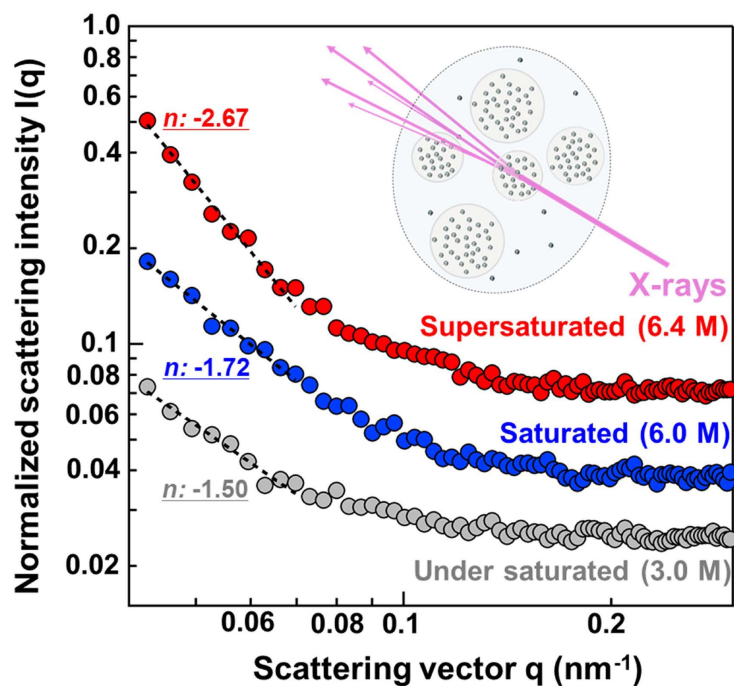 Normalized scattering intensity I(q)
1.0
0.8
0.6
0.4
0.2
0.1
0.08
0.06
0.04
0.02
n: -2.67
n: -1.72
n: -1.50
X-rays
Supersaturated (6.4 M)
Saturated (6.0 M)
Under saturated (3.0 M)
0.06
0.08
0.1
0.2
Scattering vector q (nm⁻¹)